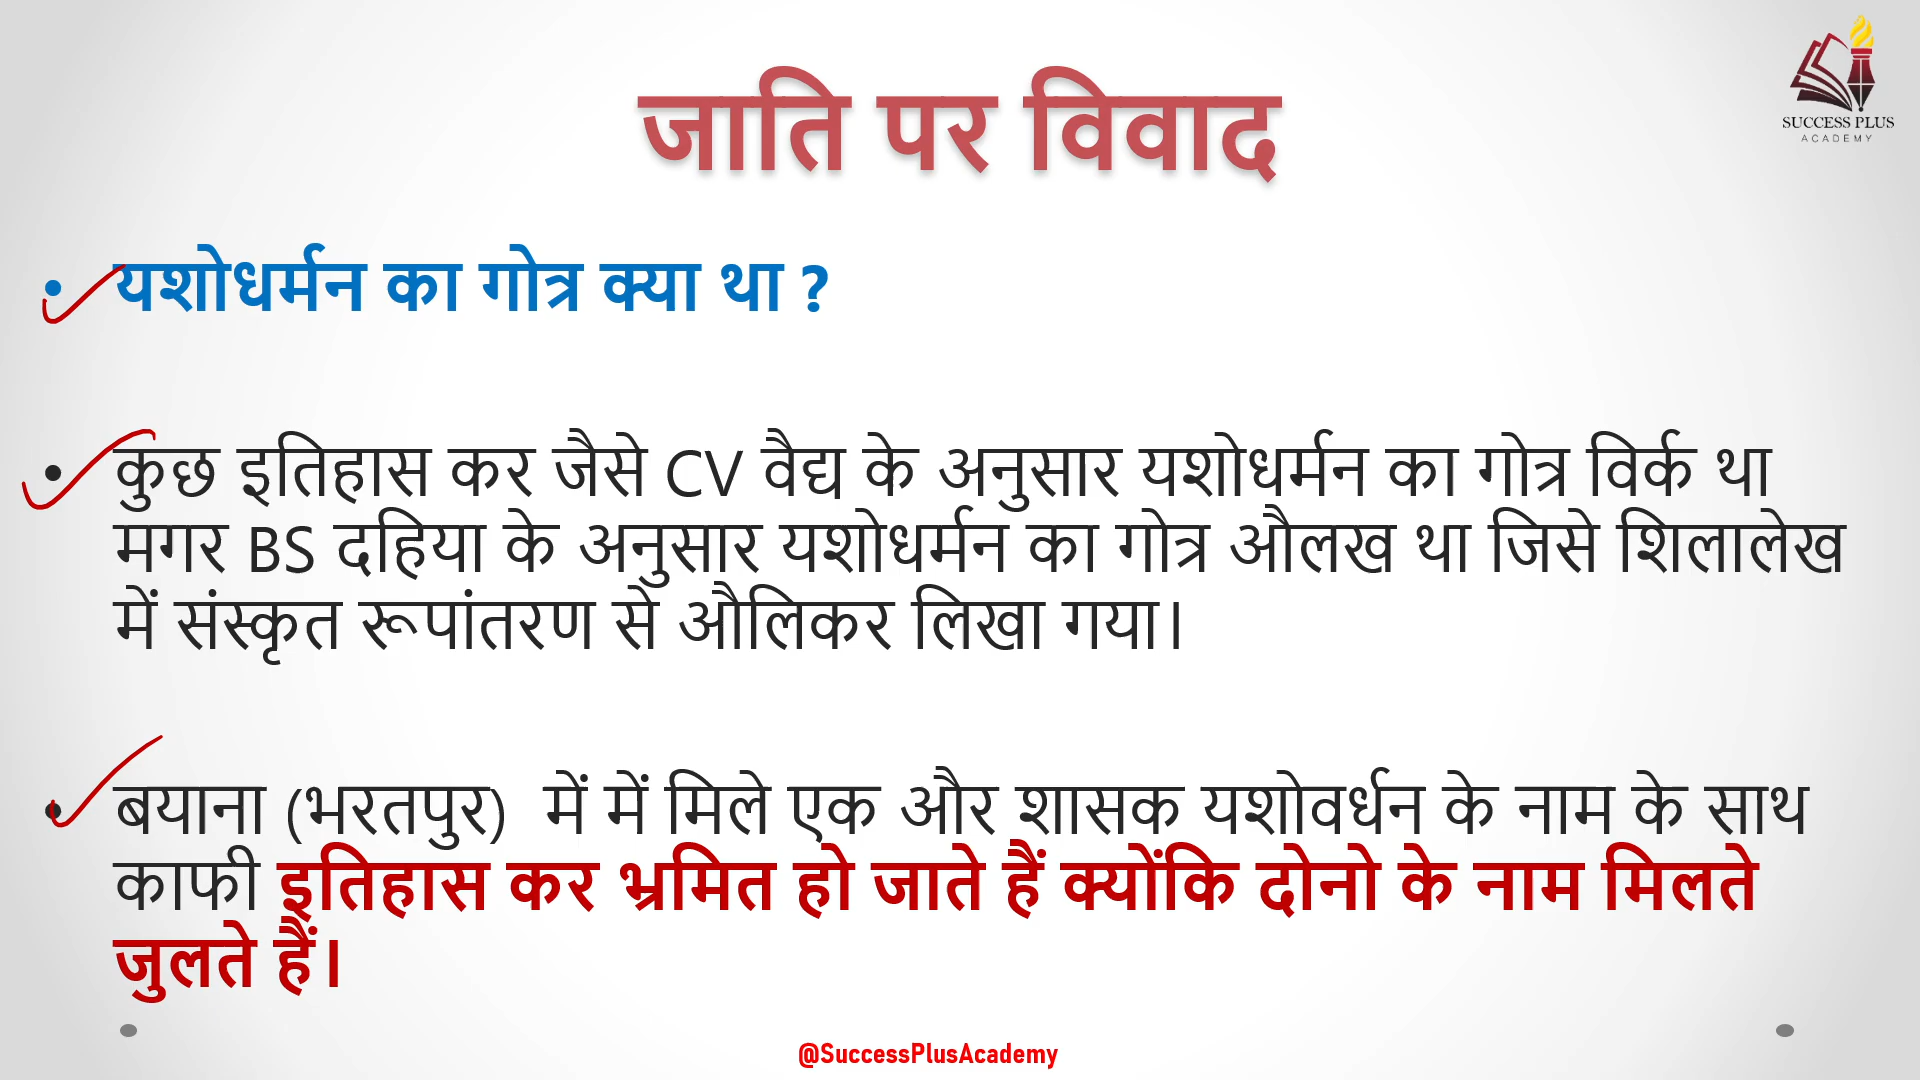 SUCCESS PLUS
ACADEMY
जाति पर विवाद
• यशोधर्मन का गोत्र क्या था ?
• कुछ इतिहास कर जैसे CV वैद्य के अनुसार यशोधर्मन का गोत्र विर्क था
मगर BS दहिया के अनुसार यशोधर्मन का गोत्र औलख था जिसे शिलालेख
में संस्कृत रूपांतरण से औलिकर लिखा गया।
• बयाना (भरतपुर) में में मिले एक और शासक यशोवर्धन के नाम के साथ
काफी इतिहास कर भ्रमित हो जाते हैं क्योंकि दोनो के नाम मिलते
जुलते हैं।
@SuccessPlusAcademy